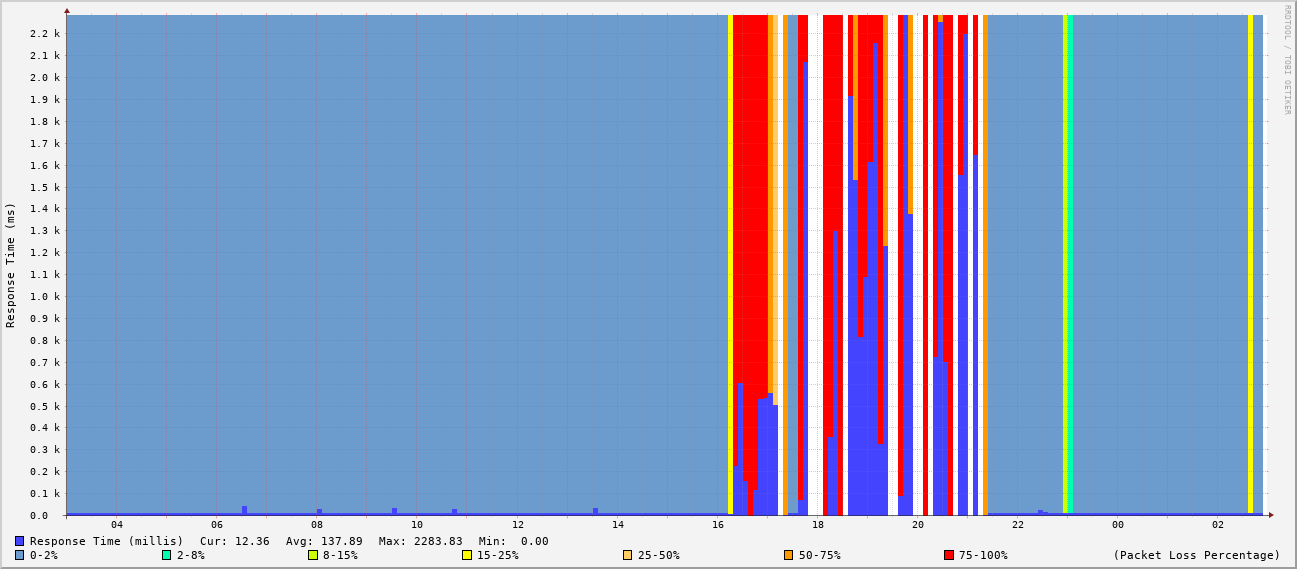 RRDTOOL / TOBI OETIKER
Response Time (ms)
2.2 k
2.1 k
2.0 k
1.9 k
1.8 k
1.7 k
1.6 k
1.5 k
1.4 k
1.3 k
1.2 k
1.1 k
1.0 k
0.9 k
0.8 k
0.7 k
0.6 k
0.5 k
0.4 k
0.3 k
0.2 k
0.1 k
0.0
04 06 08 10 12 14 16 18 20 22 00 02
Response Time (millis) Cur: 12.36 Avg: 137.89 Max: 2283.83 Min: 0.00
0-2% 2-8% 8-15% 15-25% 25-50% 50-75% 75-100% (Packet Loss Percentage)